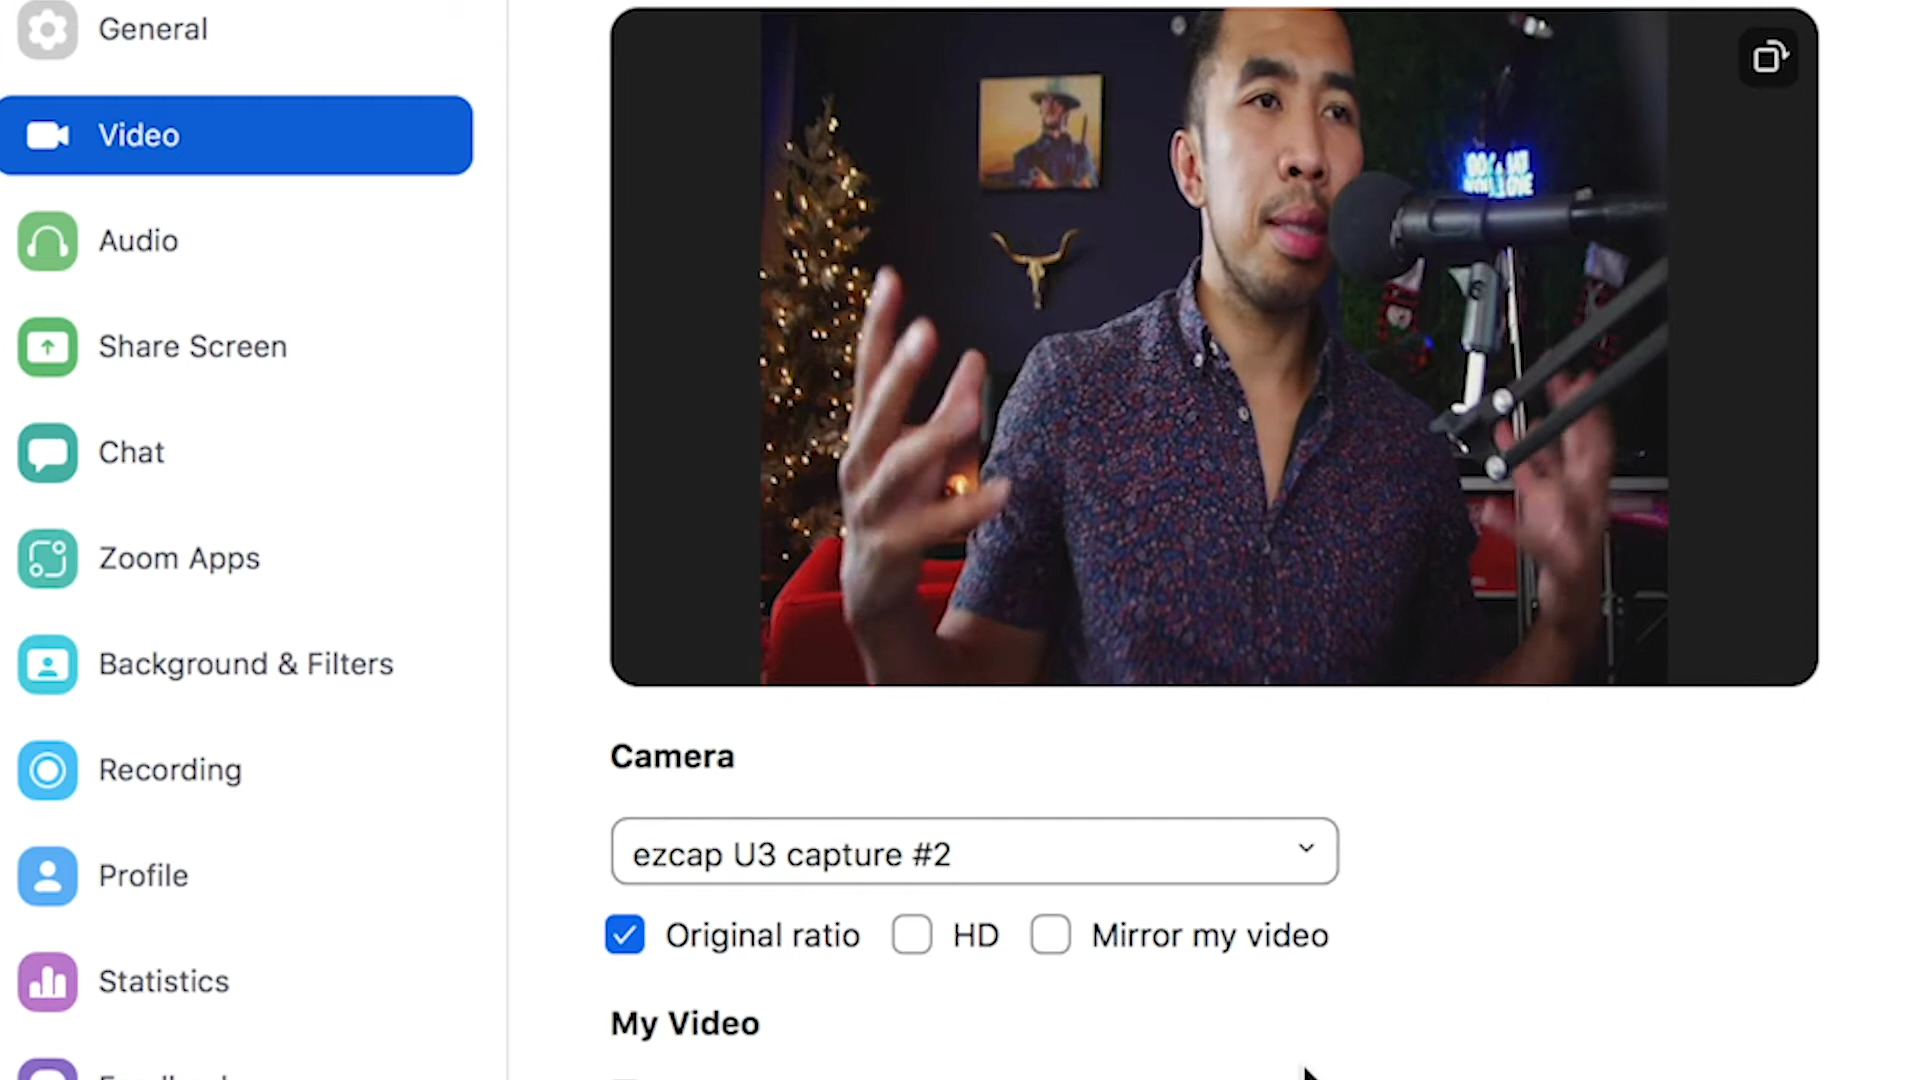 General
Video
Audio
Share Screen
Chat
Zoom Apps
Background & Filters
Recording
Profile
Statistics
Camera
ezcap U3 capture #2
Original ratio
HD
Mirror my video
My Video